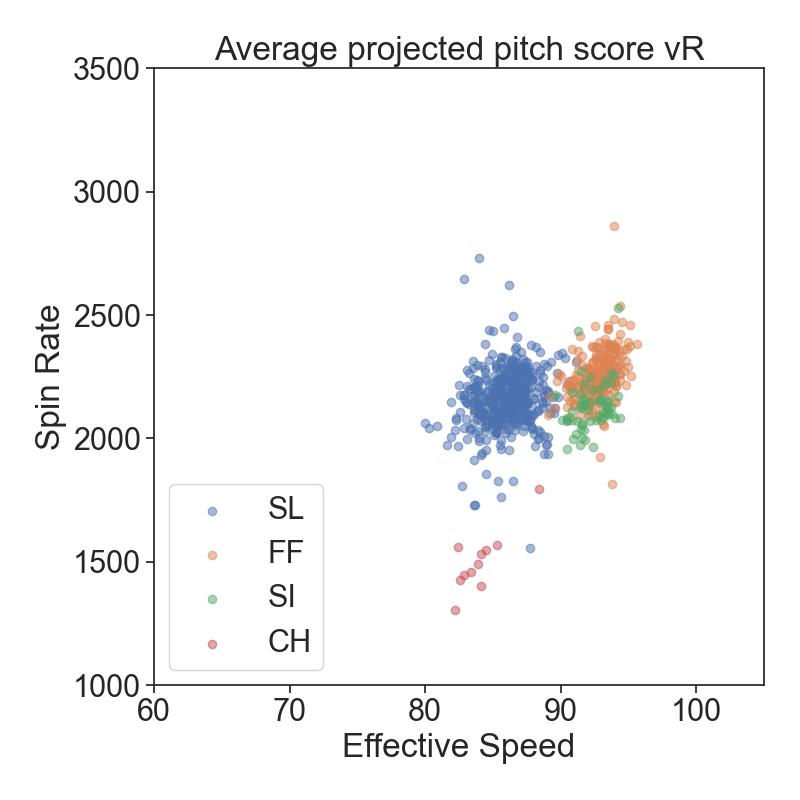 Average projected pitch score vR
3500
3000
2500
2000
1500
1000
Spin Rate
SL
FF
SI
CH
60 70 80 90 100
Effective Speed